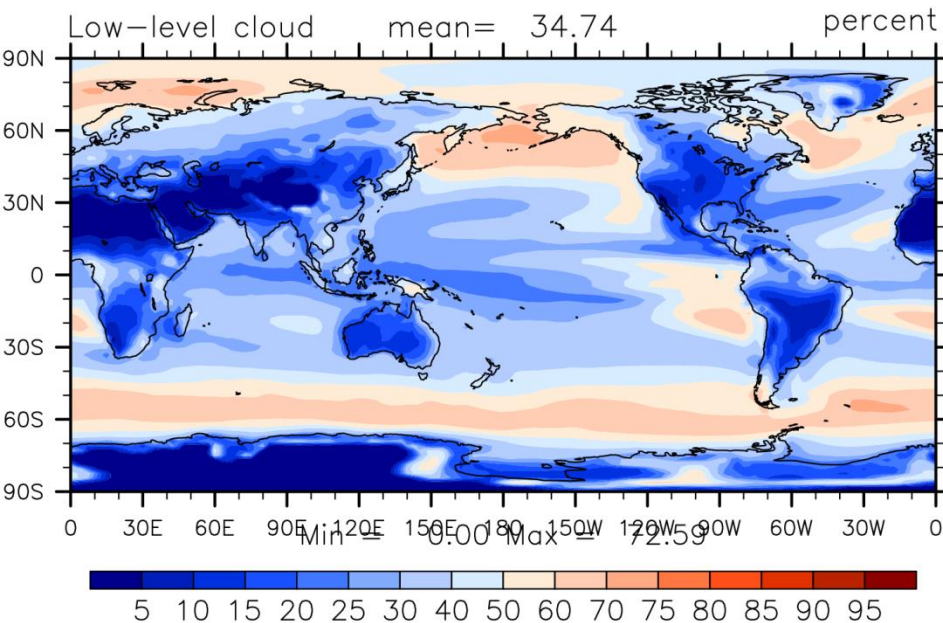 Low-level cloud mean= 34.74 percent
90N
60N
30N
0
30S
60S
90S
0 30E 60E 90E 120E 150E 180 150W 120W 90W 60W 30W 0
Min = 0.00 Max = 72.59
5 10 15 20 25 30 40 50 60 70 75 80 85 90 95